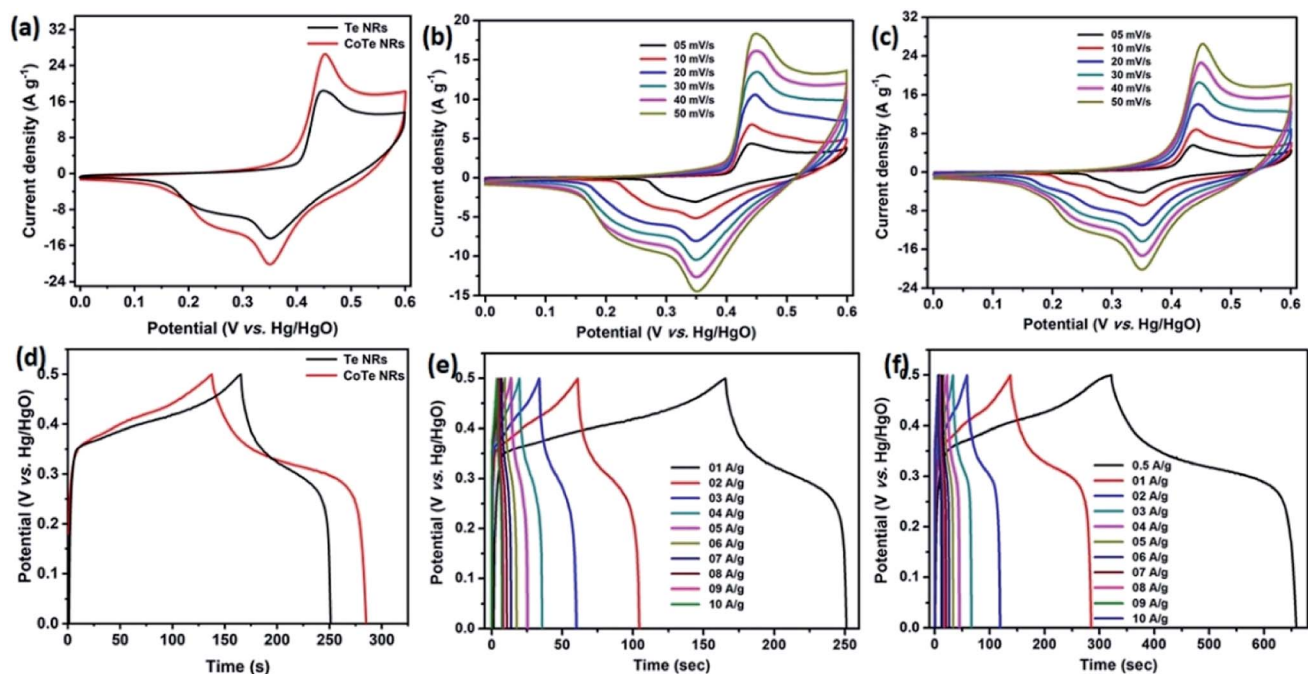 (a)
Te NRs
CoTe NRs
Current density (A g⁻¹)
32
24
16
8
0
-8
-16
-24
0.0 0.1 0.2 0.3 0.4 0.5 0.6
Potential (V vs. Hg/HgO)
(b)
05 mV/s
10 mV/s
20 mV/s
30 mV/s
40 mV/s
50 mV/s
Current density (A g⁻¹)
20
15
10
5
0
-5
-10
-15
0.0 0.1 0.2 0.3 0.4 0.5 0.6
Potential (V vs. Hg/HgO)
(c)
05 mV/s
10 mV/s
20 mV/s
30 mV/s
40 mV/s
50 mV/s
Current density (A g⁻¹)
32
24
16
8
0
-8
-16
-24
0.0 0.1 0.2 0.3 0.4 0.5 0.6
Potential (V vs. Hg/HgO)
(d)
Te NRs
CoTe NRs
Potential (V vs. Hg/HgO)
0.5
0.4
0.3
0.2
0.1
0.0
0 50 100 150 200 250 300
Time (s)
(e)
01 A/g
02 A/g
03 A/g
04 A/g
05 A/g
06 A/g
07 A/g
08 A/g
09 A/g
10 A/g
Potential (V vs. Hg/HgO)
0.5
0.4
0.3
0.2
0.1
0.0
0 50 100 150 200 250
Time (sec)
(f)
0.5 A/g
01 A/g
02 A/g
03 A/g
04 A/g
05 A/g
06 A/g
07 A/g
08 A/g
09 A/g
10 A/g
Potential (V vs. Hg/HgO)
0.5
0.4
0.3
0.2
0.1
0.0
0 100 200 300 400 500 600
Time (sec)